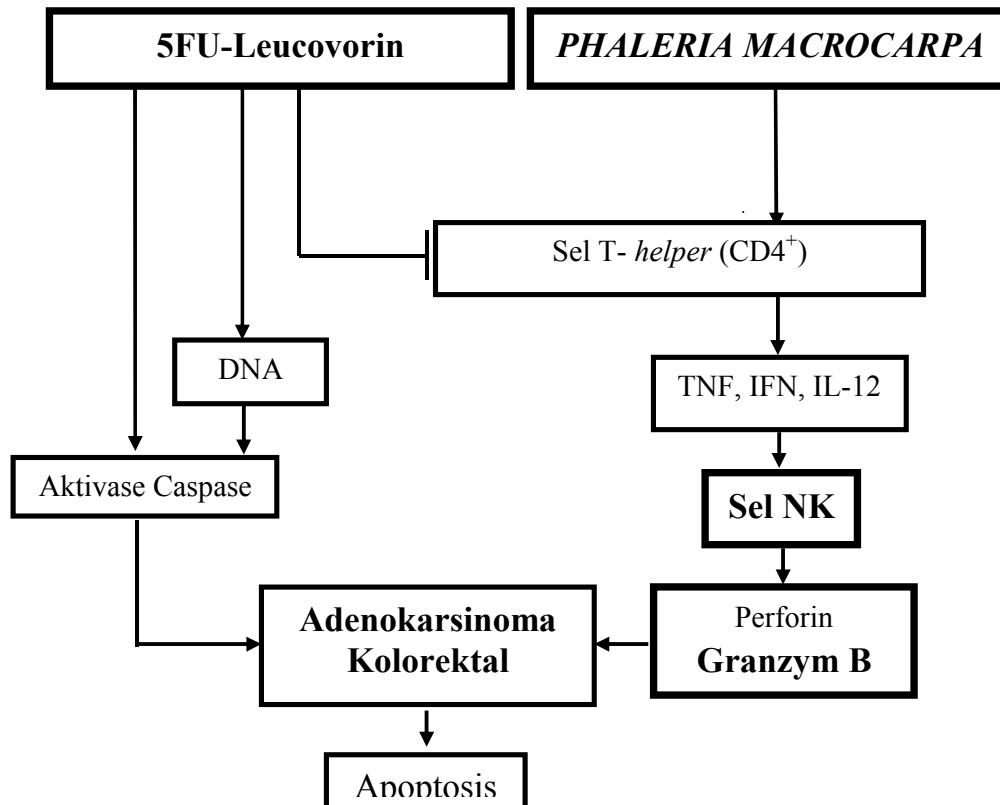 5FU-Leucovorin
PHALERIA MACROCARPA
Sel T- helper (CD4⁺)
DNA
TNF, IFN, IL-12
Aktivase Caspase
Sel NK
Adenokarsinoma
Kolorektal
Perforin
Granzym B
Apoptosis